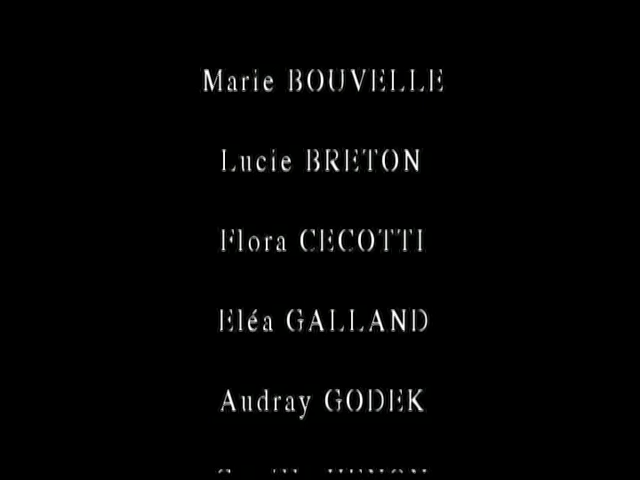 Marie BOUVELLE
Lucie BRETON
Flora CECOTTI
Eléa GALLAND
Audray GODEK